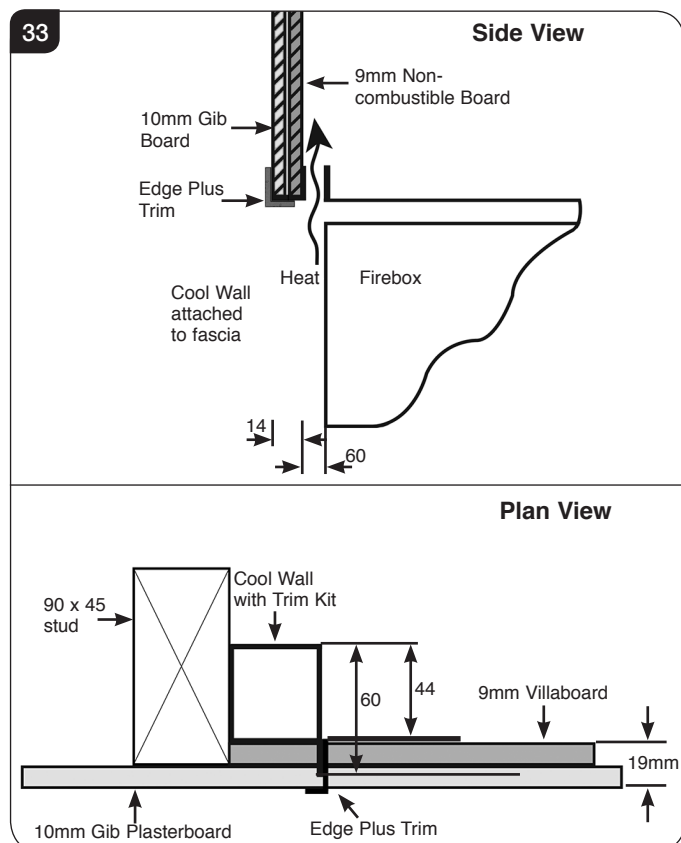 33
Side View
9mm Non-
combustible Board
10mm Gib
Board
Edge Plus
Trim
Heat
Firebox
Cool Wall
attached
to fascia
14
60
Plan View
Cool Wall
with Trim Kit
90 x 45
stud
60
44
9mm Villaboard
19mm
10mm Gib Plasterboard
Edge Plus Trim